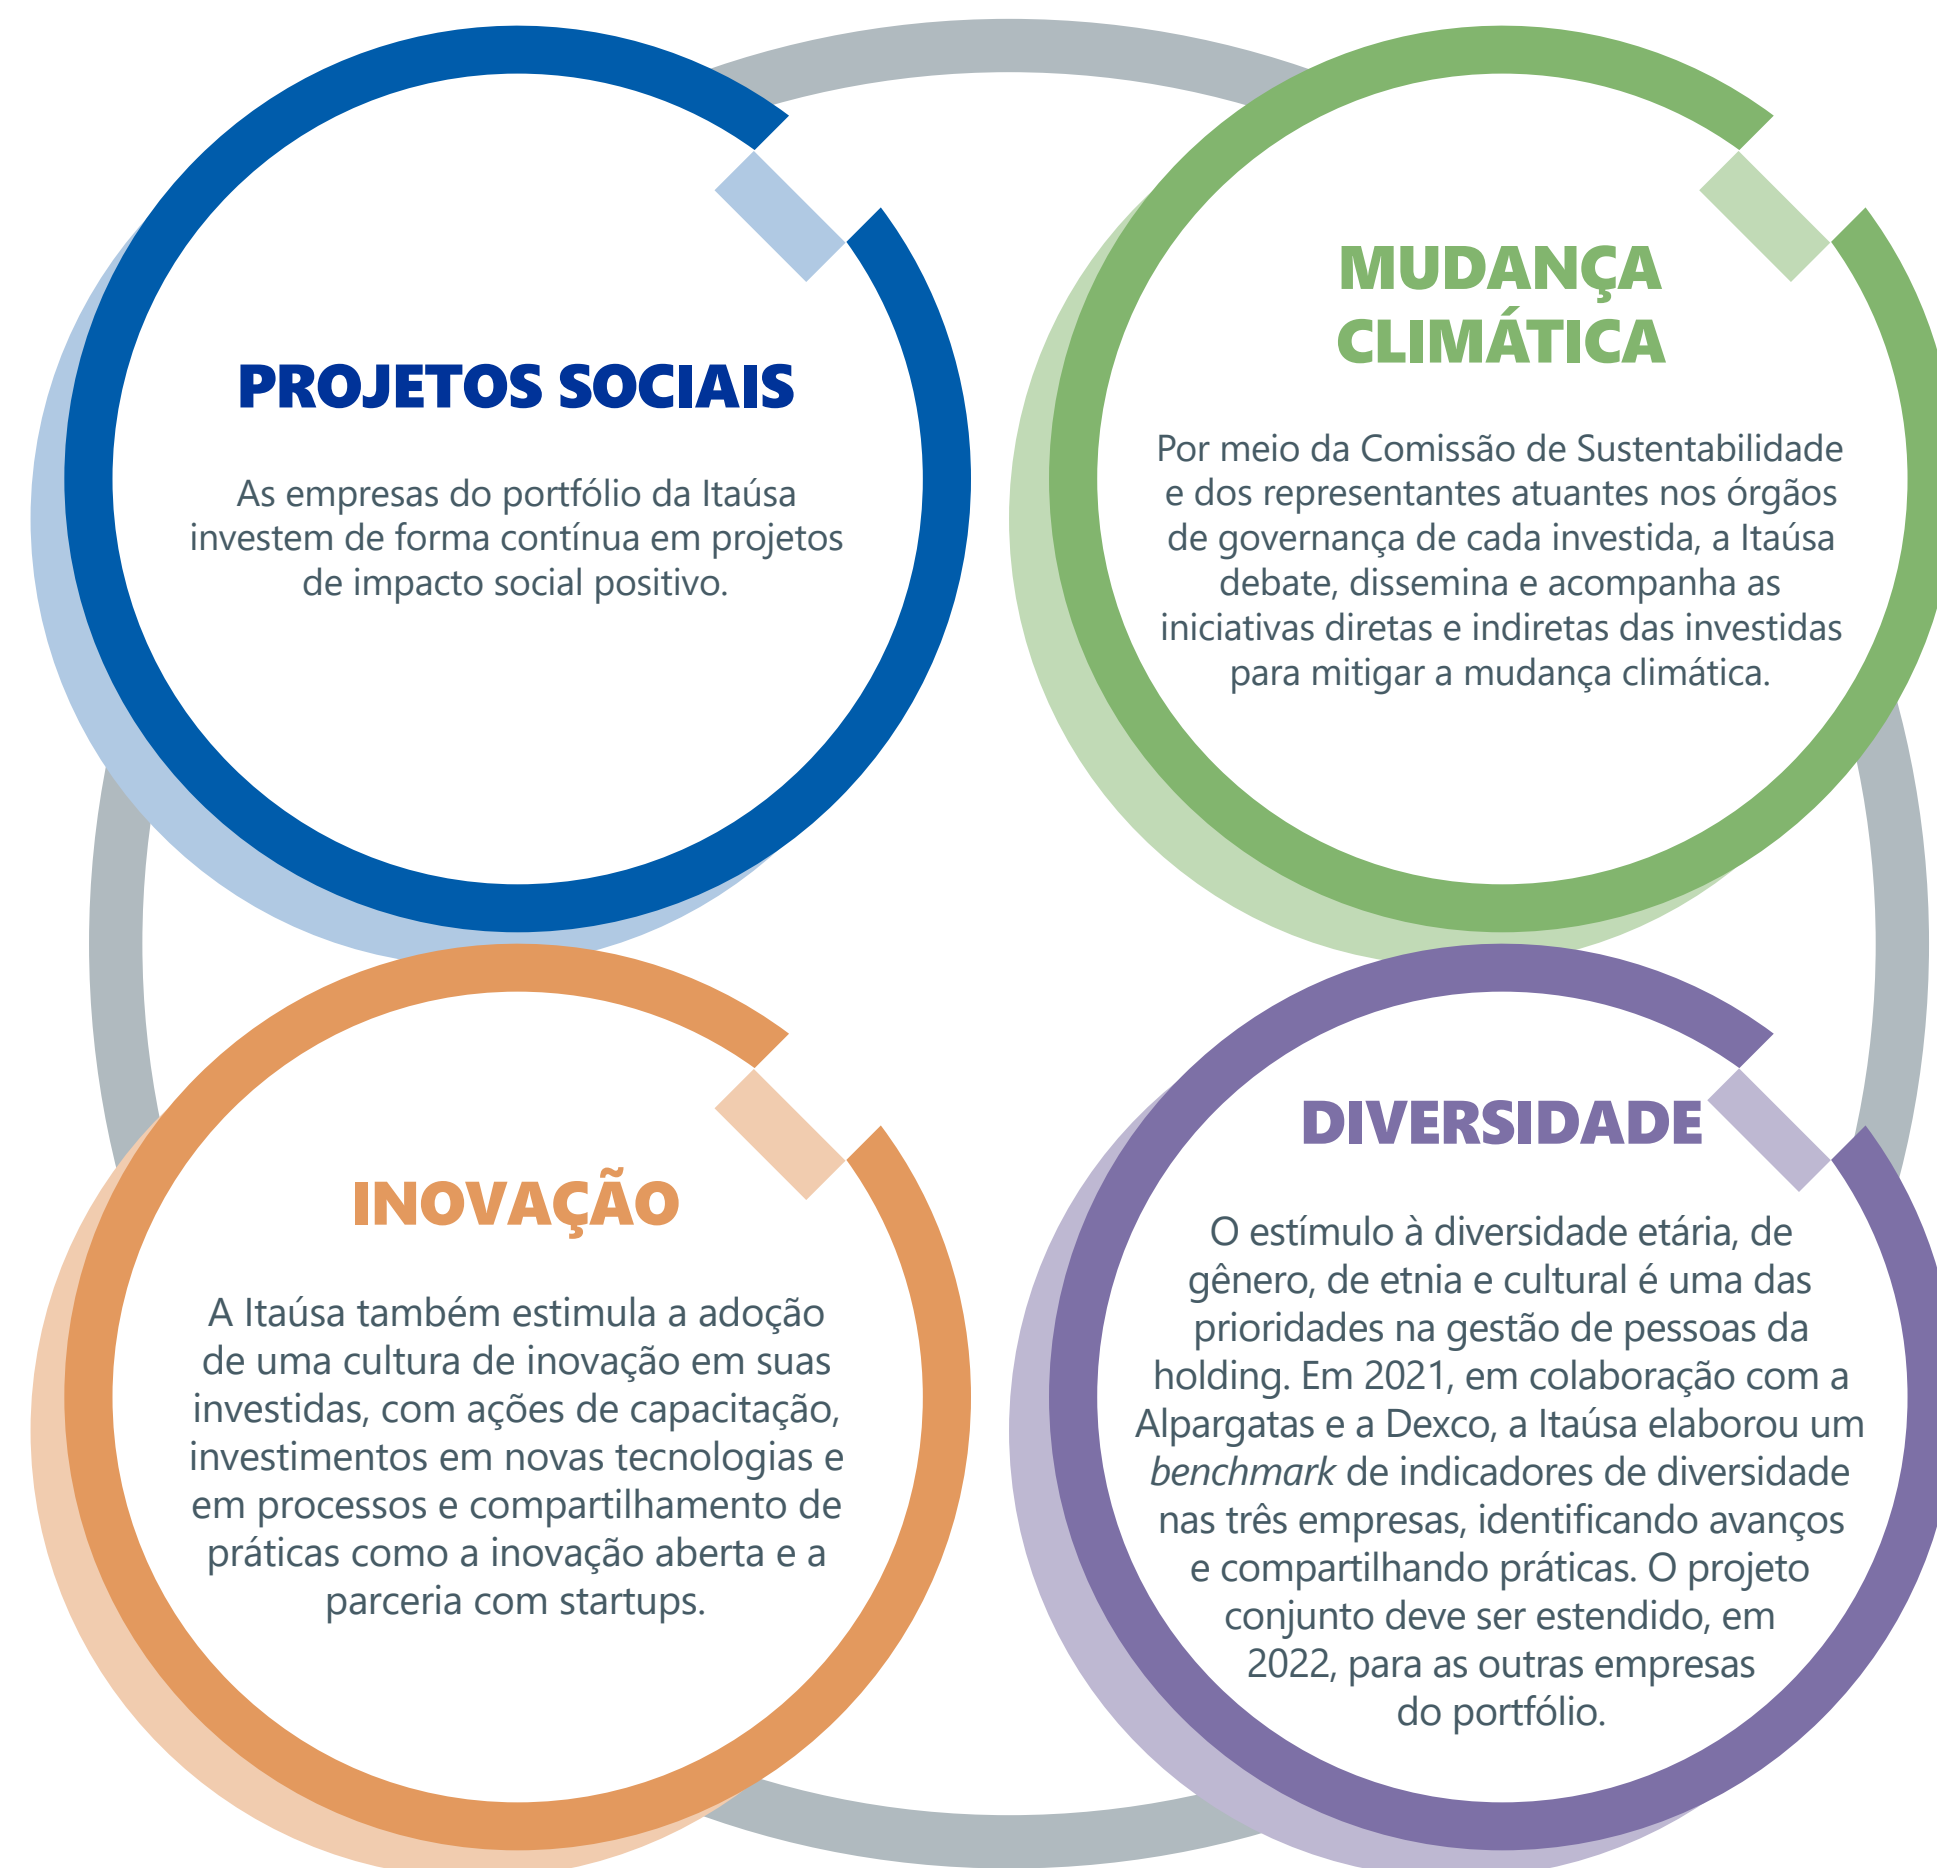 PROJETOS SOCIAIS
As empresas do portfólio da Itaúsa
investem de forma contínua em projetos
de impacto social positivo.
MUDANÇA
CLIMÁTICA
Por meio da Comissão de Sustentabilidade
e dos representantes atuantes nos órgãos
de governança de cada investida, a Itaúsa
debate, dissemina e acompanha as
iniciativas diretas e indiretas das investidas
para mitigar a mudança climática.
INOVAÇÃO
A Itaúsa também estimula a adoção
de uma cultura de inovação em suas
investidas, com ações de capacitação,
investimentos em novas tecnologias e
em processos e compartilhamento de
práticas como a inovação aberta e a
parceria com startups.
DIVERSIDADE
O estímulo à diversidade etária, de
gênero, de etnia e cultural é uma das
prioridades na gestão de pessoas da
holding. Em 2021, em colaboração com a
Alpargatas e a Dexco, a Itaúsa elaborou um
benchmark de indicadores de diversidade
nas três empresas, identificando avanços
e compartilhando práticas. O projeto
conjunto deve ser estendido, em
2022, para as outras empresas
do portfólio.